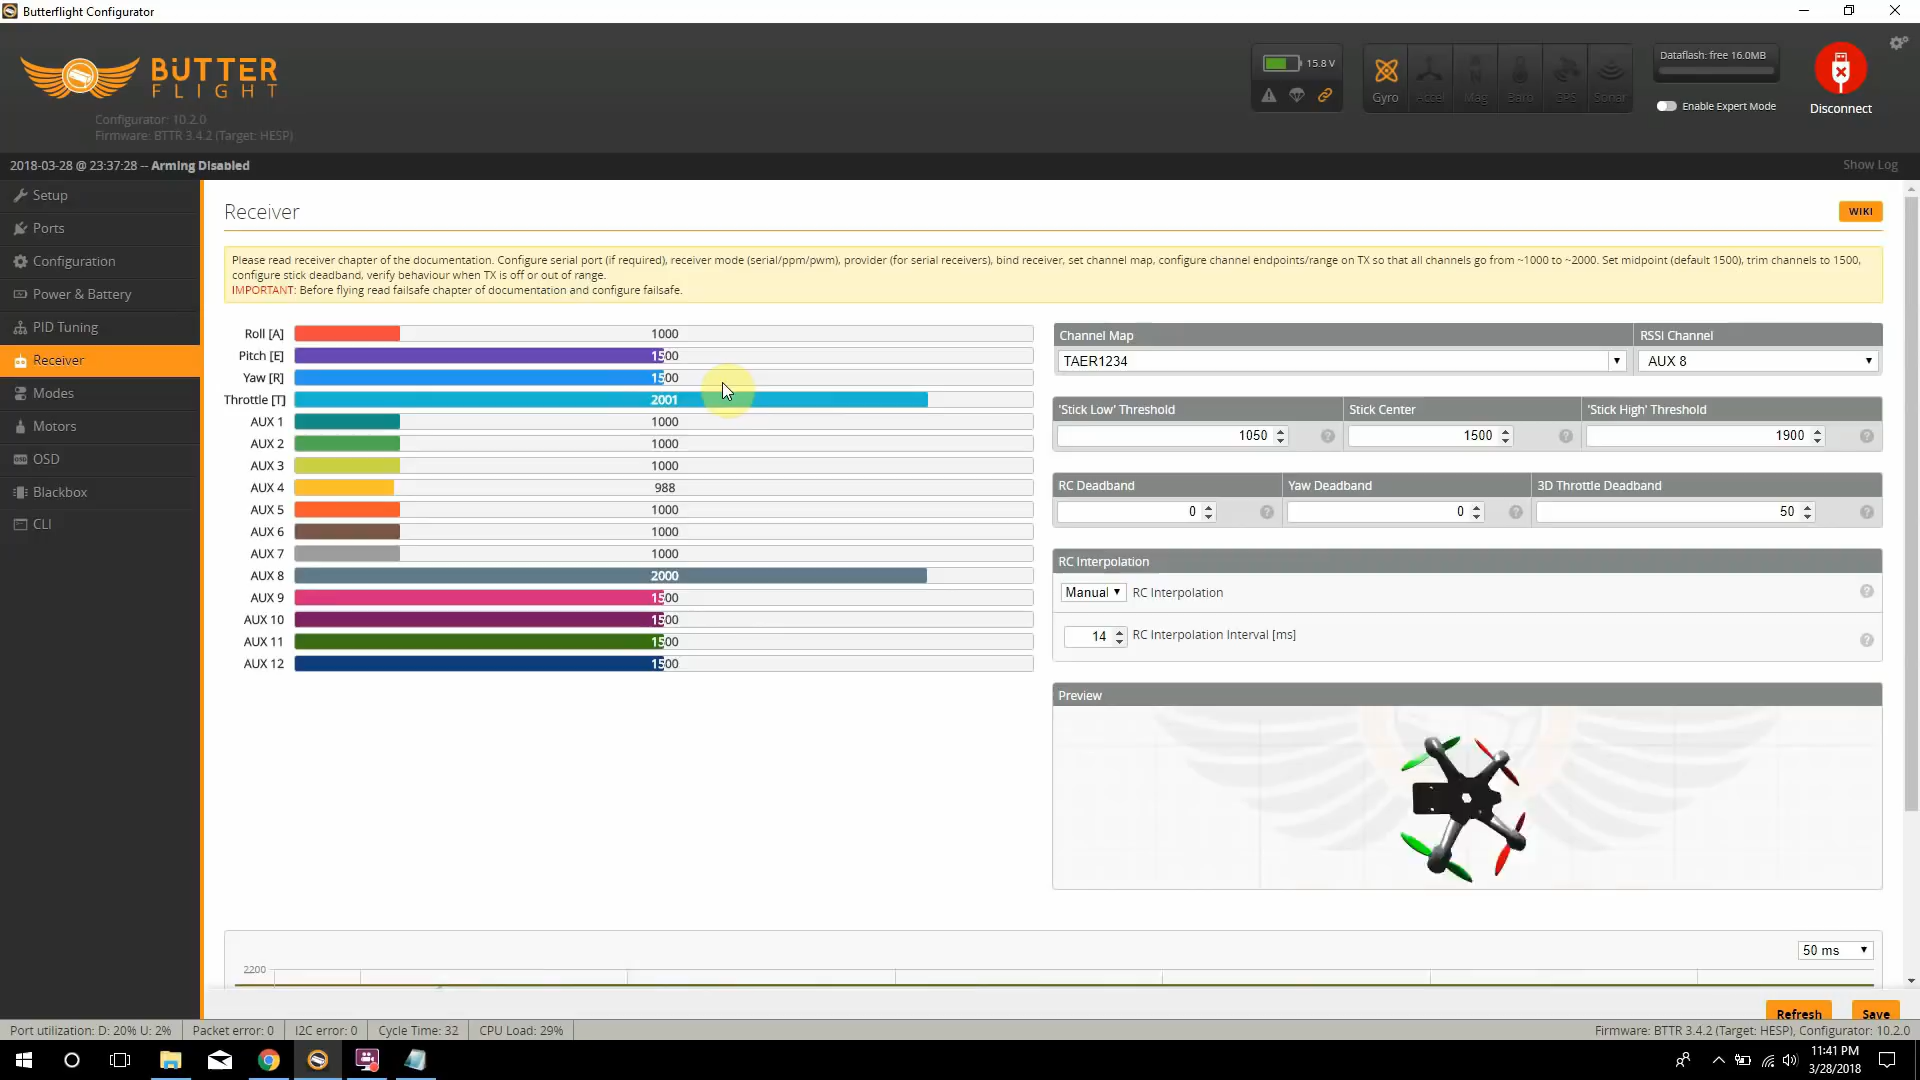 Butterflight Configurator
BUTTER
FLIGHT
Configurator: 10.2.0
Firmware: BTTR 3.4.2 (Target: HESP)
15.8 V
Gyro
Accel
Mag
Baro
GPS
Sonar
Dataflash: free 16.0MB
Enable Expert Mode
Disconnect
2018-03-28 @ 23:37:28 -- Arming Disabled
Show Log
Setup
Ports
Configuration
Power & Battery
PID Tuning
Receiver
Modes
Motors
OSD
Blackbox
CLI
Receiver
WIKI
Please read receiver chapter of the documentation. Configure serial port (if required), receiver mode (serial/ppm/pwm), provider (for serial receivers), bind receiver, set channel map, configure channel endpoints/range on TX so that all channels go from ~1000 to ~2000. Set midpoint (default 1500), trim channels to 1500,
configure stick deadband, verify behaviour when TX is off or out of range.
IMPORTANT: Before flying read failsafe chapter of documentation and configure failsafe.
Roll [A] 1000
Pitch [E] 1500
Yaw [R] 1500
Throttle [T] 2001
AUX 1 1000
AUX 2 1000
AUX 3 1000
AUX 4 988
AUX 5 1000
AUX 6 1000
AUX 7 1000
AUX 8 2000
AUX 9 1500
AUX 10 1500
AUX 11 1500
AUX 12 1500
Channel Map RSSI Channel
TAER1234 AUX 8
'Stick Low' Threshold Stick Center 'Stick High' Threshold
1050 1500 1900
RC Deadband Yaw Deadband 3D Throttle Deadband
0 0 50
RC Interpolation
Manual RC Interpolation
14 RC Interpolation Interval [ms]
Preview
50 ms
2200
Refresh Save
Port utilization: D: 20% U: 2% Packet error: 0 I2C error: 0 Cycle Time: 32 CPU Load: 29% Firmware: BTTR 3.4.2 (Target: HESP), Configurator: 10.2.0
11:41 PM
3/28/2018